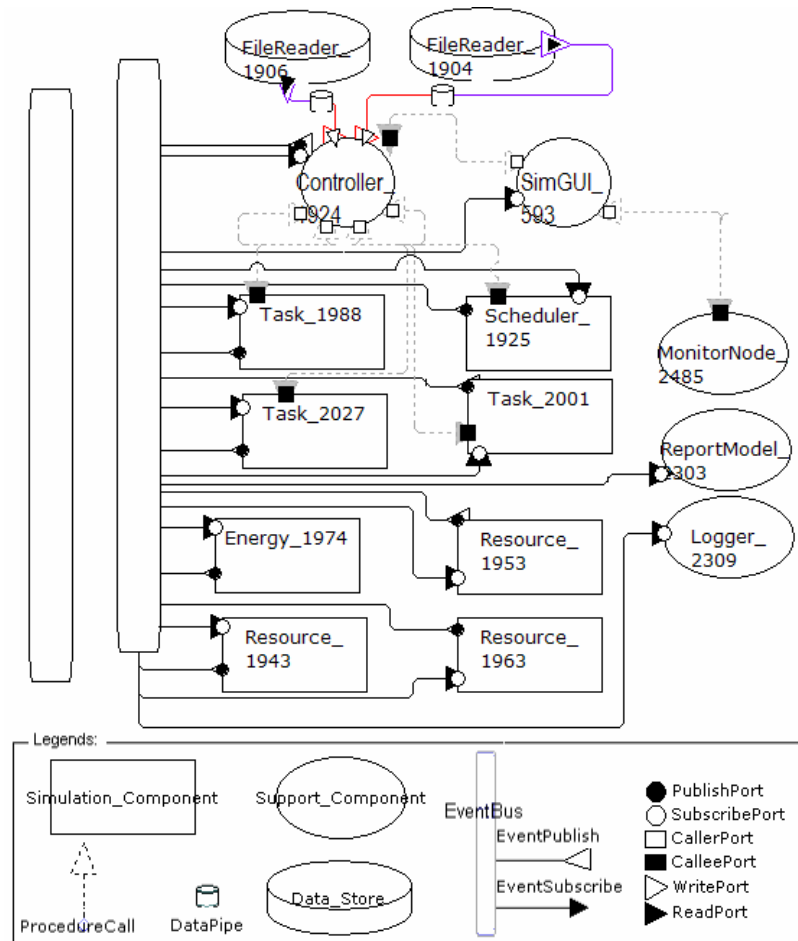 FileReader_
1906
FileReader_
1904
Controller_
1924
SimGUI_
593
Task_1988
Scheduler_
1925
MonitorNode_
2485
Task_2027
Task_2001
ReportModel_
2303
Energy_1974
Resource_
1953
Logger_
2309
Resource_
1943
Resource_
1963
Legends:
Simulation_Component
Support_Component
EventBus
EventPublish
EventSubscribe
PublishPort
SubscribePort
CallerPort
CalleePort
WritePort
ReadPort
Data_Store
ProcedureCall
DataPipe